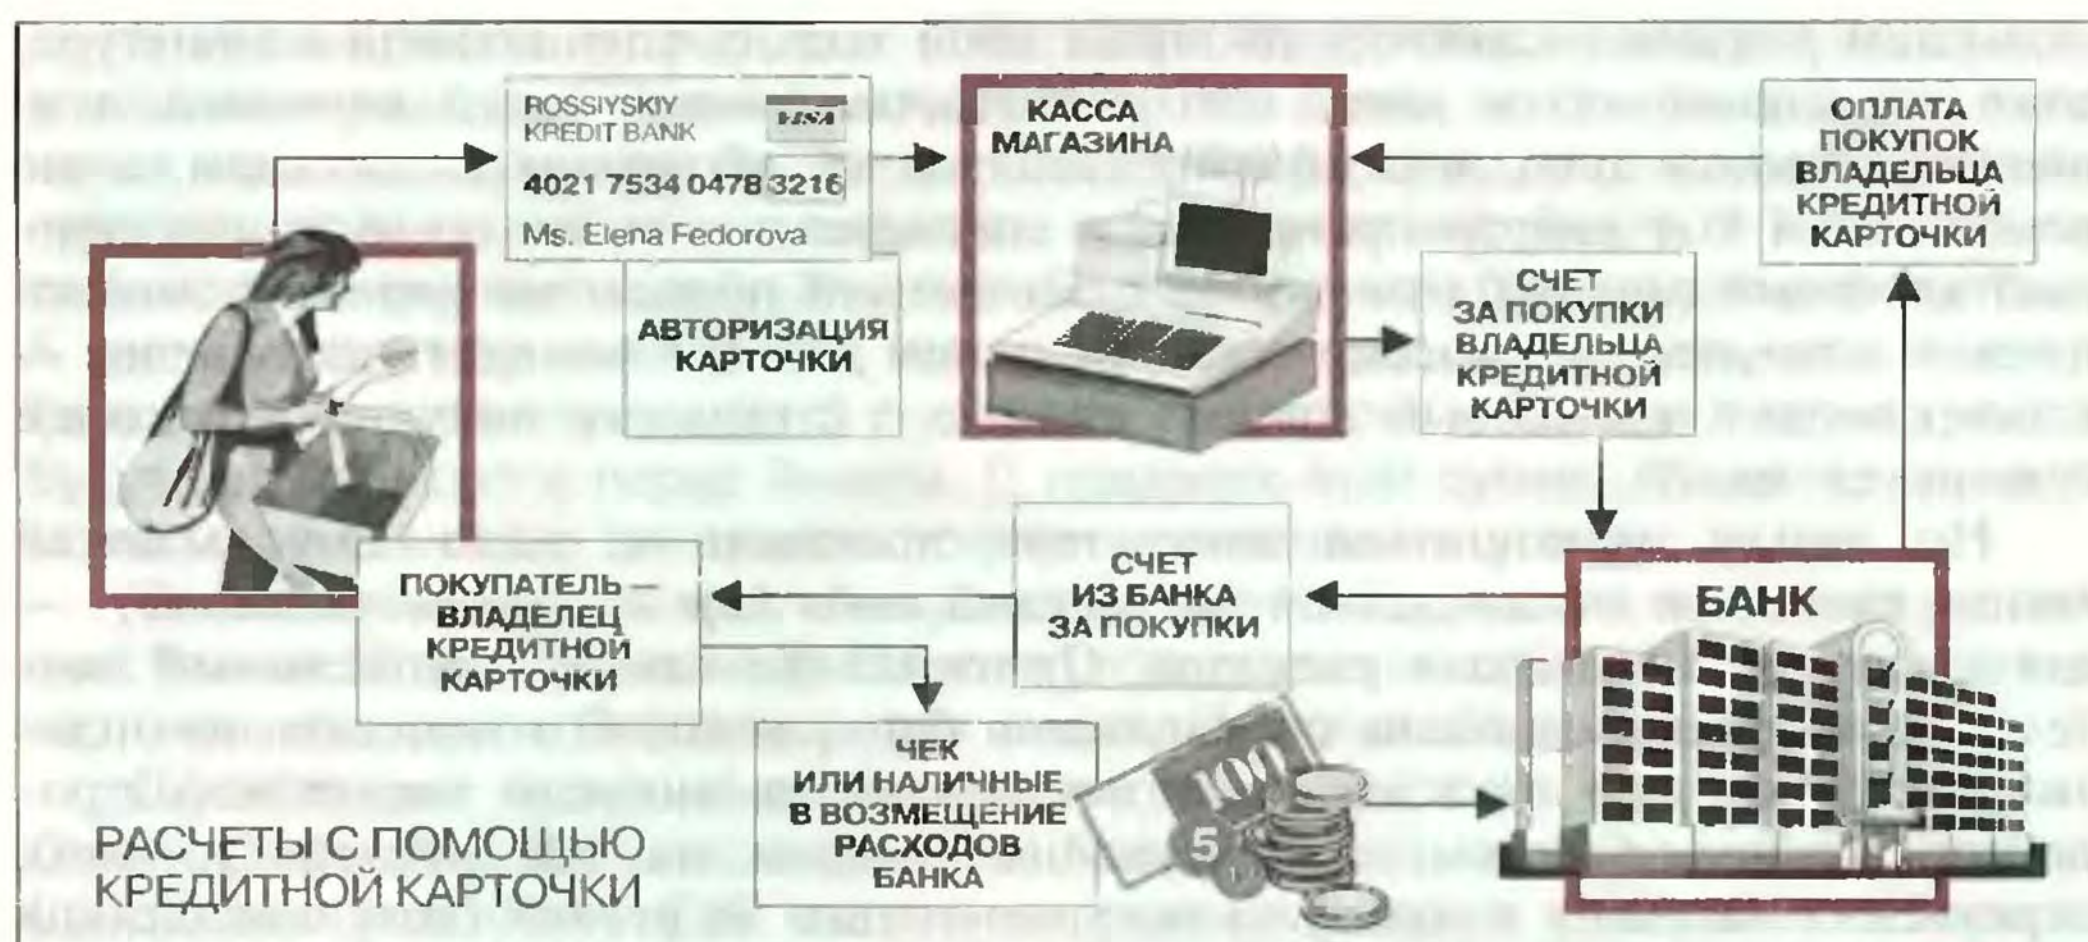 ROSSIYSKIY
KREDIT BANK
VISA
4021 7534 0478 3216
Ms. Elena Fedorova
АВТОРИЗАЦИЯ
КАРТОЧКИ
КАССА
МАГАЗИНА
ОПЛАТА
ПОКУПОК
ВЛАДЕЛЬЦА
КРЕДИТНОЙ
КАРТОЧКИ
СЧЕТ
ЗА ПОКУПКИ
ВЛАДЕЛЬЦА
КРЕДИТНОЙ
КАРТОЧКИ
ПОКУПАТЕЛЬ —
ВЛАДЕЛЕЦ
КРЕДИТНОЙ
КАРТОЧКИ
СЧЕТ
ИЗ БАНКА
ЗА ПОКУПКИ
БАНК
ЧЕК
ИЛИ НАЛИЧНЫЕ
В ВОЗМЕЩЕНИЕ
РАСХОДОВ
БАНКА
100
5
РАСЧЕТЫ С ПОМОЩЬЮ
КРЕДИТНОЙ КАРТОЧКИ